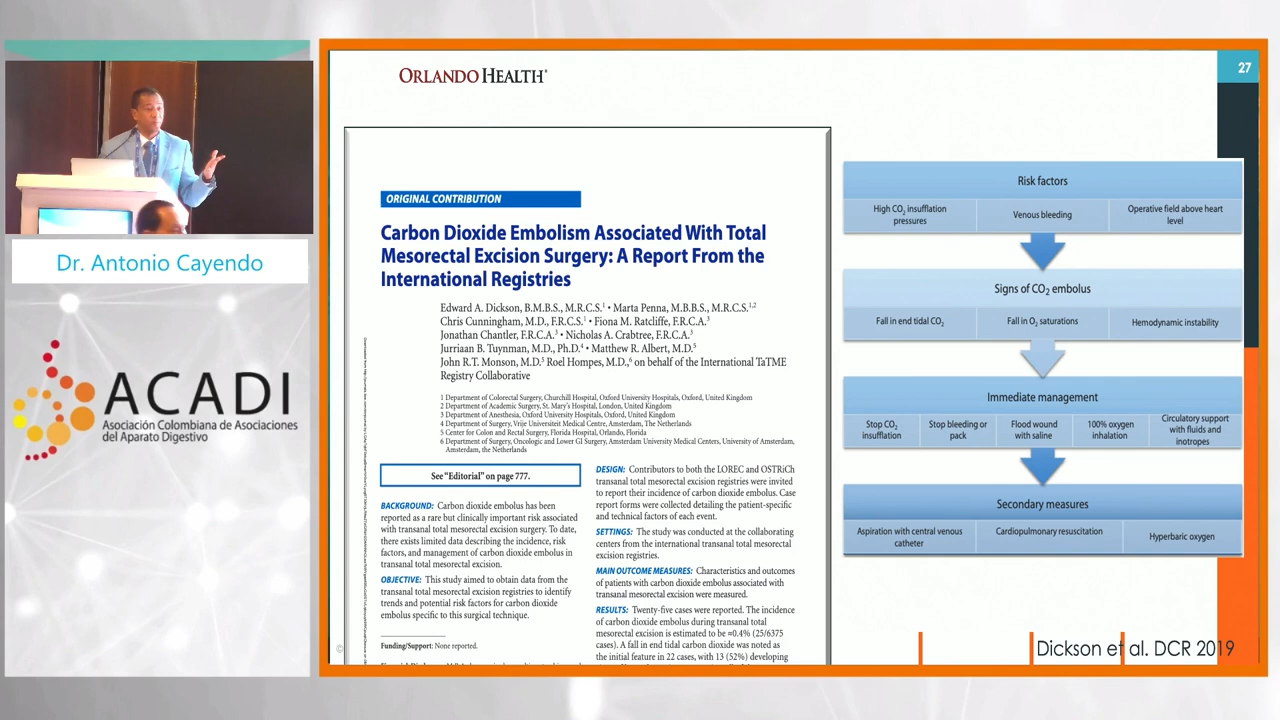 Dr. Antonio Cayendo
ACADI
Asociación Colombiana de Asociaciones
del Aparato Digestivo
ORLANDO HEALTH®
27
ORIGINAL CONTRIBUTION
Carbon Dioxide Embolism Associated With Total
Mesorectal Excision Surgery: A Report From the
International Registries
Edward A. Dickson, B.M.B.S., M.R.C.S.1 • Marta Penna, M.B.B.S., M.R.C.S.1,2
Chris Cunningham, M.D., F.R.C.S.1 • Fiona M. Ratcliffe, F.R.C.A.3
Jonathan Chantler, F.R.C.A.3 • Nicholas A. Crabtree, F.R.C.A.3
Jurriaan B. Tuynman, M.D., Ph.D.4 • Matthew R. Albert, M.D.5
John R.T. Monson, M.D.5 Roel Hompes, M.D.,6 on behalf of the International TaTME
Registry Collaborative
1 Department of Colorectal Surgery, Churchill Hospital, Oxford University Hospitals, Oxford, United Kingdom
2 Department of Academic Surgery, St. Mary's Hospital, London, United Kingdom
3 Department of Anesthesia, Oxford University Hospitals, Oxford, United Kingdom
4 Department of Surgery, Vrije Universiteit Medical Centre, Amsterdam, The Netherlands
5 Center for Colon and Rectal Surgery, Florida Hospital, Orlando, Florida
6 Department of Surgery, Oncologic and Lower GI Surgery, Amsterdam University Medical Centers, University of Amsterdam,
Amsterdam, the Netherlands
See "Editorial" on page 777.
BACKGROUND: Carbon dioxide embolus has been
reported as a rare but clinically important risk associated
with transanal total mesorectal excision surgery. To date,
there exists limited data describing the incidence, risk
factors, and management of carbon dioxide embolus in
transanal total mesorectal excision.
OBJECTIVE: This study aimed to obtain data from the
transanal total mesorectal excision registries to identify
trends and potential risk factors for carbon dioxide
embolus specific to this surgical technique.
Funding/Support: None reported.
DESIGN: Contributors to both the LOREC and OSTRiCh
transanal total mesorectal excision registries were invited
to report their incidence of carbon dioxide embolus. Case
report forms were collected detailing the patient-specific
and technical factors of each event.
SETTINGS: The study was conducted at the collaborating
centers from the international transanal total mesorectal
excision registries.
MAIN OUTCOME MEASURES: Characteristics and outcomes
of patients with carbon dioxide embolus associated with
transanal mesorectal excision were measured.
RESULTS: Twenty-five cases were reported. The incidence
of carbon dioxide embolus during transanal total
mesorectal excision is estimated to be ≈0.4% (25/6375
cases). A fall in end tidal carbon dioxide was noted as
the initial feature in 22 cases, with 13 (52%) developing
Risk factors
High CO2 insufflation
pressures
Venous bleeding
Operative field above heart
level
Signs of CO2 embolus
Fall in end tidal CO2
Fall in O2 saturations
Hemodynamic instability
Immediate management
Stop CO2
insufflation
Stop bleeding or
pack
Flood wound
with saline
100% oxygen
inhalation
Circulatory support
with fluids and
inotropes
Secondary measures
Aspiration with central venous
catheter
Cardiopulmonary resuscitation
Hyperbaric oxygen
Dickson et al. DCR 2019